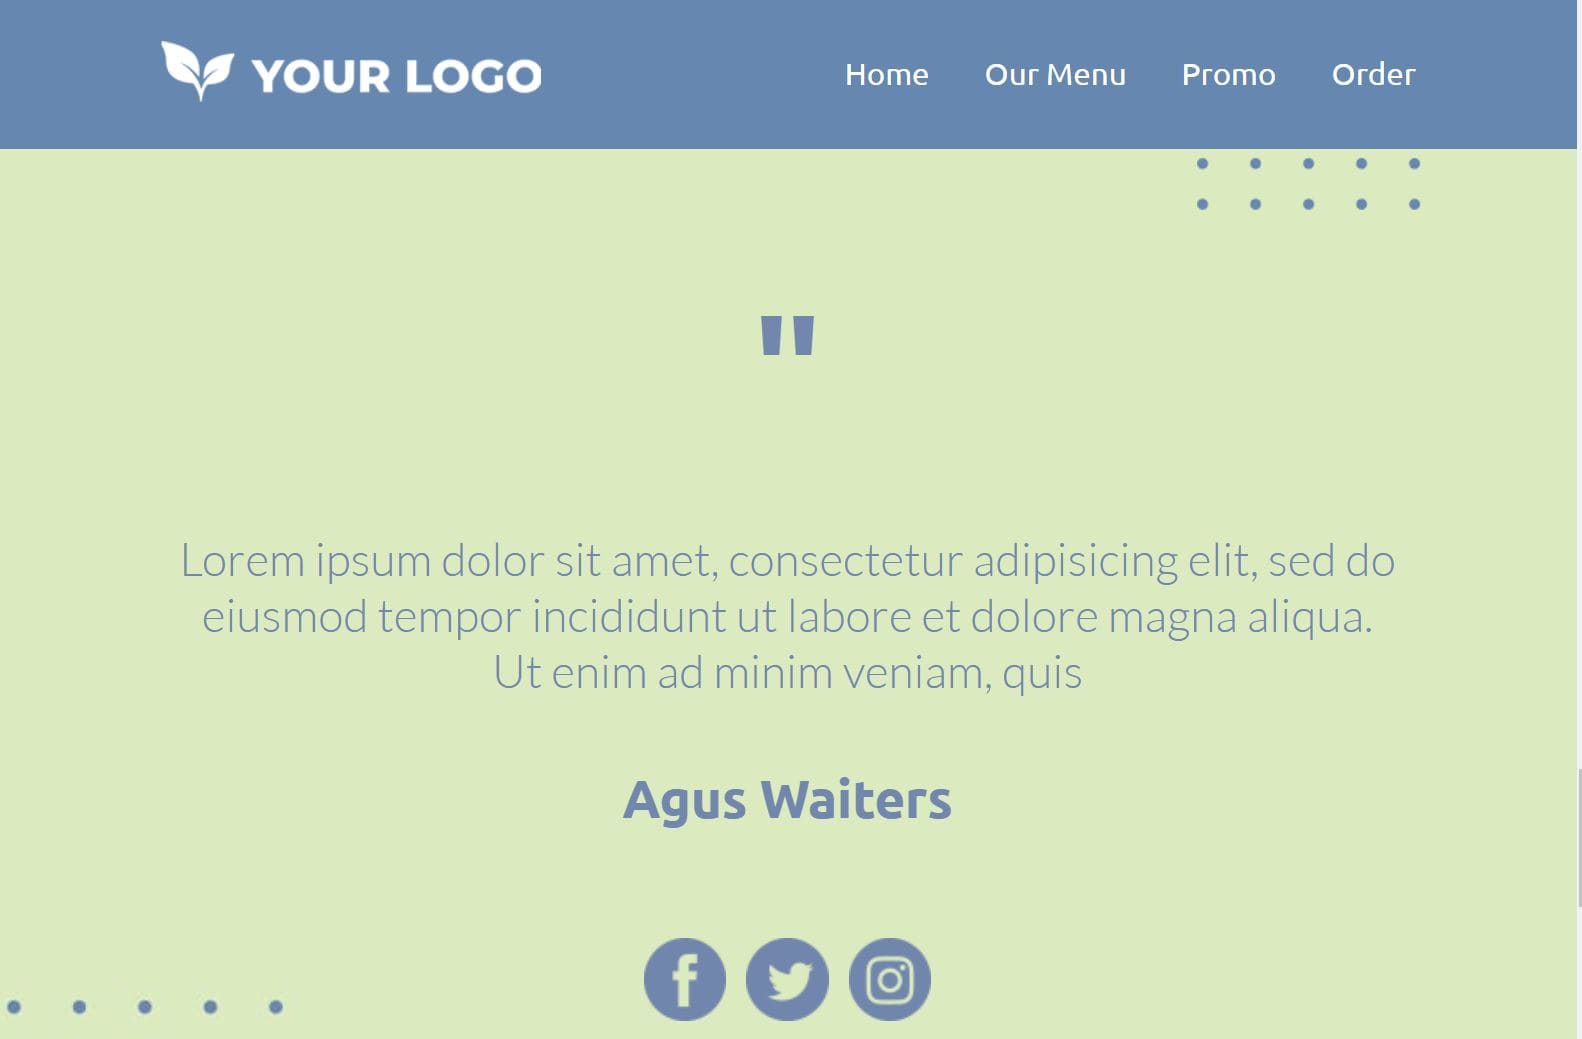 YOUR LOGO
Home Our Menu Promo Order
"
Lorem ipsum dolor sit amet, consectetur adipisicing elit, sed do
eiusmod tempor incididunt ut labore et dolore magna aliqua.
Ut enim ad minim veniam, quis
Agus Waiters